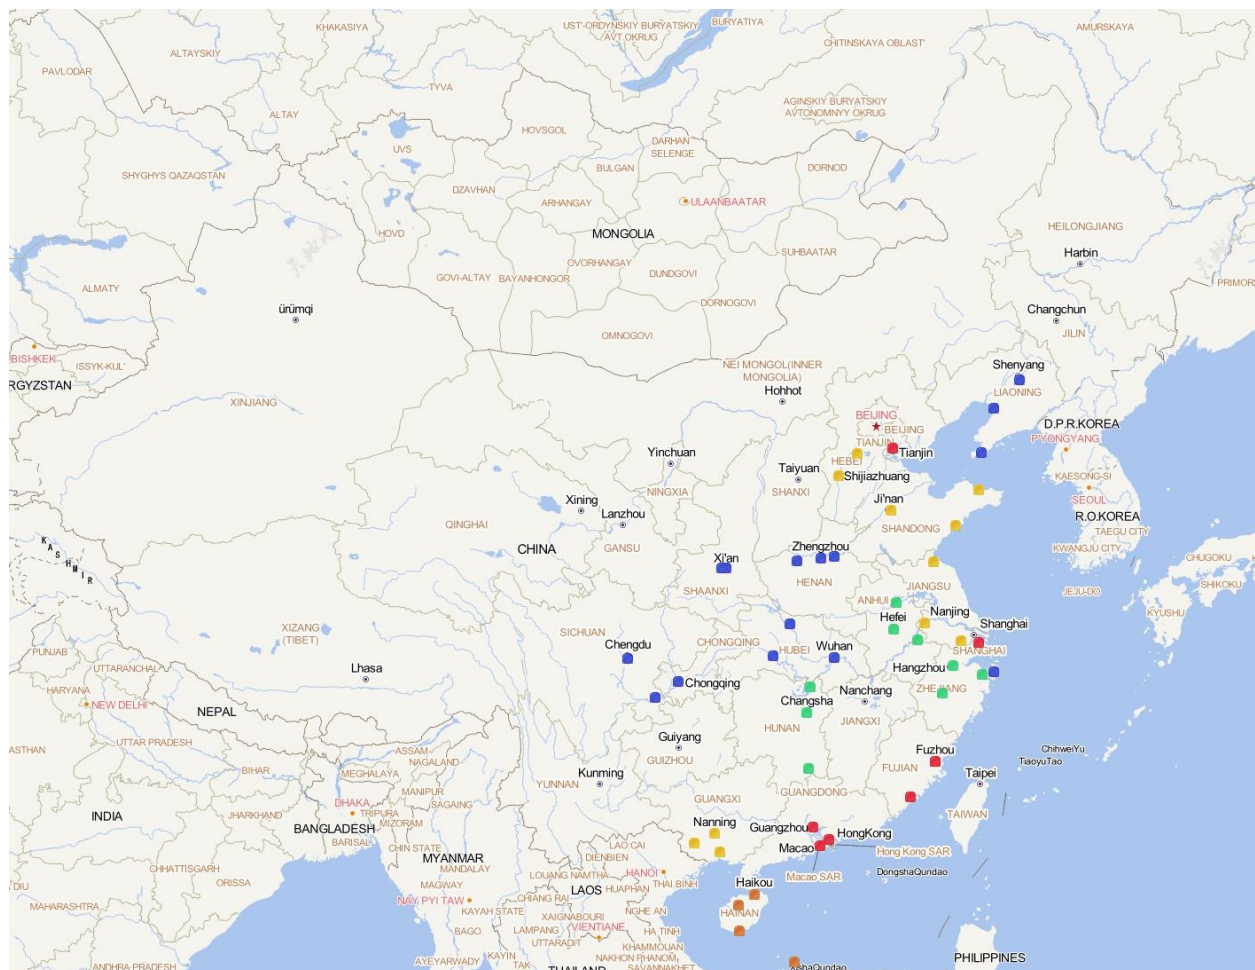 KHAKASIYA
UST'-ORDYNSKIY BURYATSKIY
AVT OKRUG
BURYATIYA
AMURSKAYA
ALTAYSKIY
CHITINSKAYA OBLAST'
PAVLODAR
TYVA
AGINSKIY BURYATSKIY
AVTONOMNYY OKRUG
ALTAY
HOVSGOL
DARHAN
SELENGE
UVS
BULGAN
DORNOD
SHYGHYS QAZAQSTAN
DZAVHAN
ARHANGAY
ULAANBAATAR
HOVD
MONGOLIA
HEILONGJIANG
SUHBAATAR
Harbin
OVORHANGAY
GOVI-ALTAY
BAYANHONGOR
DUNDGOVI
PRIMORS
ALMATY
DORNOGOVI
ürümqi
Changchun
JILIN
OMNOGOVI
BISHKEK
ISSYK-KUL'
NEI MONGOL(INNER
MONGOLIA)
Shenyang
RGYZSTAN
LIAONING
Hohhot
XINJIANG
BEIJING
BEIJING
D.P.R.KOREA
TIANJIN
P'YONGYANG
Tianjin
Yinchuan
HEBEI
Taiyuan
Shijiazhuang
KAESONG-SI
NINGXIA
SHANXI
Xining
Ji'nan
SEOUL
R.O.KOREA
Lanzhou
QINGHAI
SHANDONG
TAEGU CITY
KASHMIR
CHINA
GANSU
Zhengzhou
KWANGJU CITY
Xi'an
CHUGOKU
HENAN
SHIKOKU
SHAANXI
JIANGSU
JEJU-DO
ANHUI
KYUSHU
Nanjing
Hefei
Shanghai
XIZANG
(TIBET)
SICHUAN
CHONGQING
Chengdu
HUBEI
Wuhan
SHANGHAI
PUNJAB
UTTARANCHAL
Lhasa
Hangzhou
HARYANA
Chongqing
ZHEJIANG
NEW DELHI
NEPAL
Changsha
Nanchang
HUNAN
JIANGXI
UTTAR PRADESH
Guiyang
ASTHAN
ASSAM
NAGALAND
GUIZHOU
Fuzhou
ChihweiYu
TiaoyuTao
BIHAR
MEGHALAYA
Kunming
FUJIAN
Taipei
YUNNAN
MANIPUR
SAGAING
GUANGXI
GUANGDONG
DHAKA
INDIA
JHARKHAND
TRIPURA
MIZORAM
Nanning
TAIWAN
BANGLADESH
Guangzhou
HongKong
BARISAL
CHIN STATE
LAO CAI
Macao
Hong Kong SAR
MYANMAR
DIENBIEN
CHHATTISGARH
MANDALAY
LOUANG NAMTHA
HANOI
Macao SAR
DongshaQundao
A DIU
ORISSA
MAGWAY
LAOS
HUAPHAN
THAI BINH
Haikou
CHIANG RAI
MAHARASHTRA
NAY PYI TAW
KAYAH STATE
XAIGNABOURI
NGHE AN
HAINAN
BAGO
LAMPANG
VIENTIANE
HA TINH
UTTARADIT
KHAMMOUAN
KAYIN
NAKHON PHANOM
PHILIPPINES
AYEYARWADY
TAK
THAILAND
SAVANNAKHET
XishaQundao
ANDHRA PRADESH